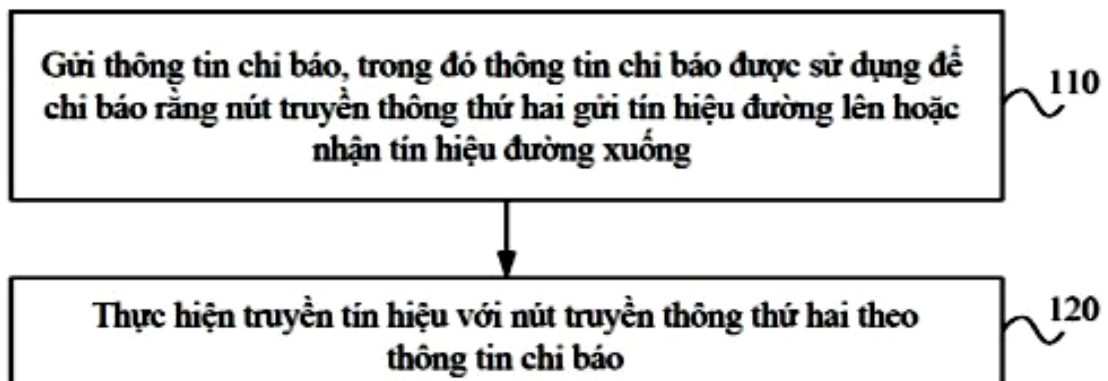 Gửi thông tin chỉ báo, trong đó thông tin chỉ báo được sử dụng để
chỉ báo rằng nút truyền thông thứ hai gửi tín hiệu đường lên hoặc
nhận tín hiệu đường xuống
110
Thực hiện truyền tín hiệu với nút truyền thông thứ hai theo
thông tin chỉ báo
120